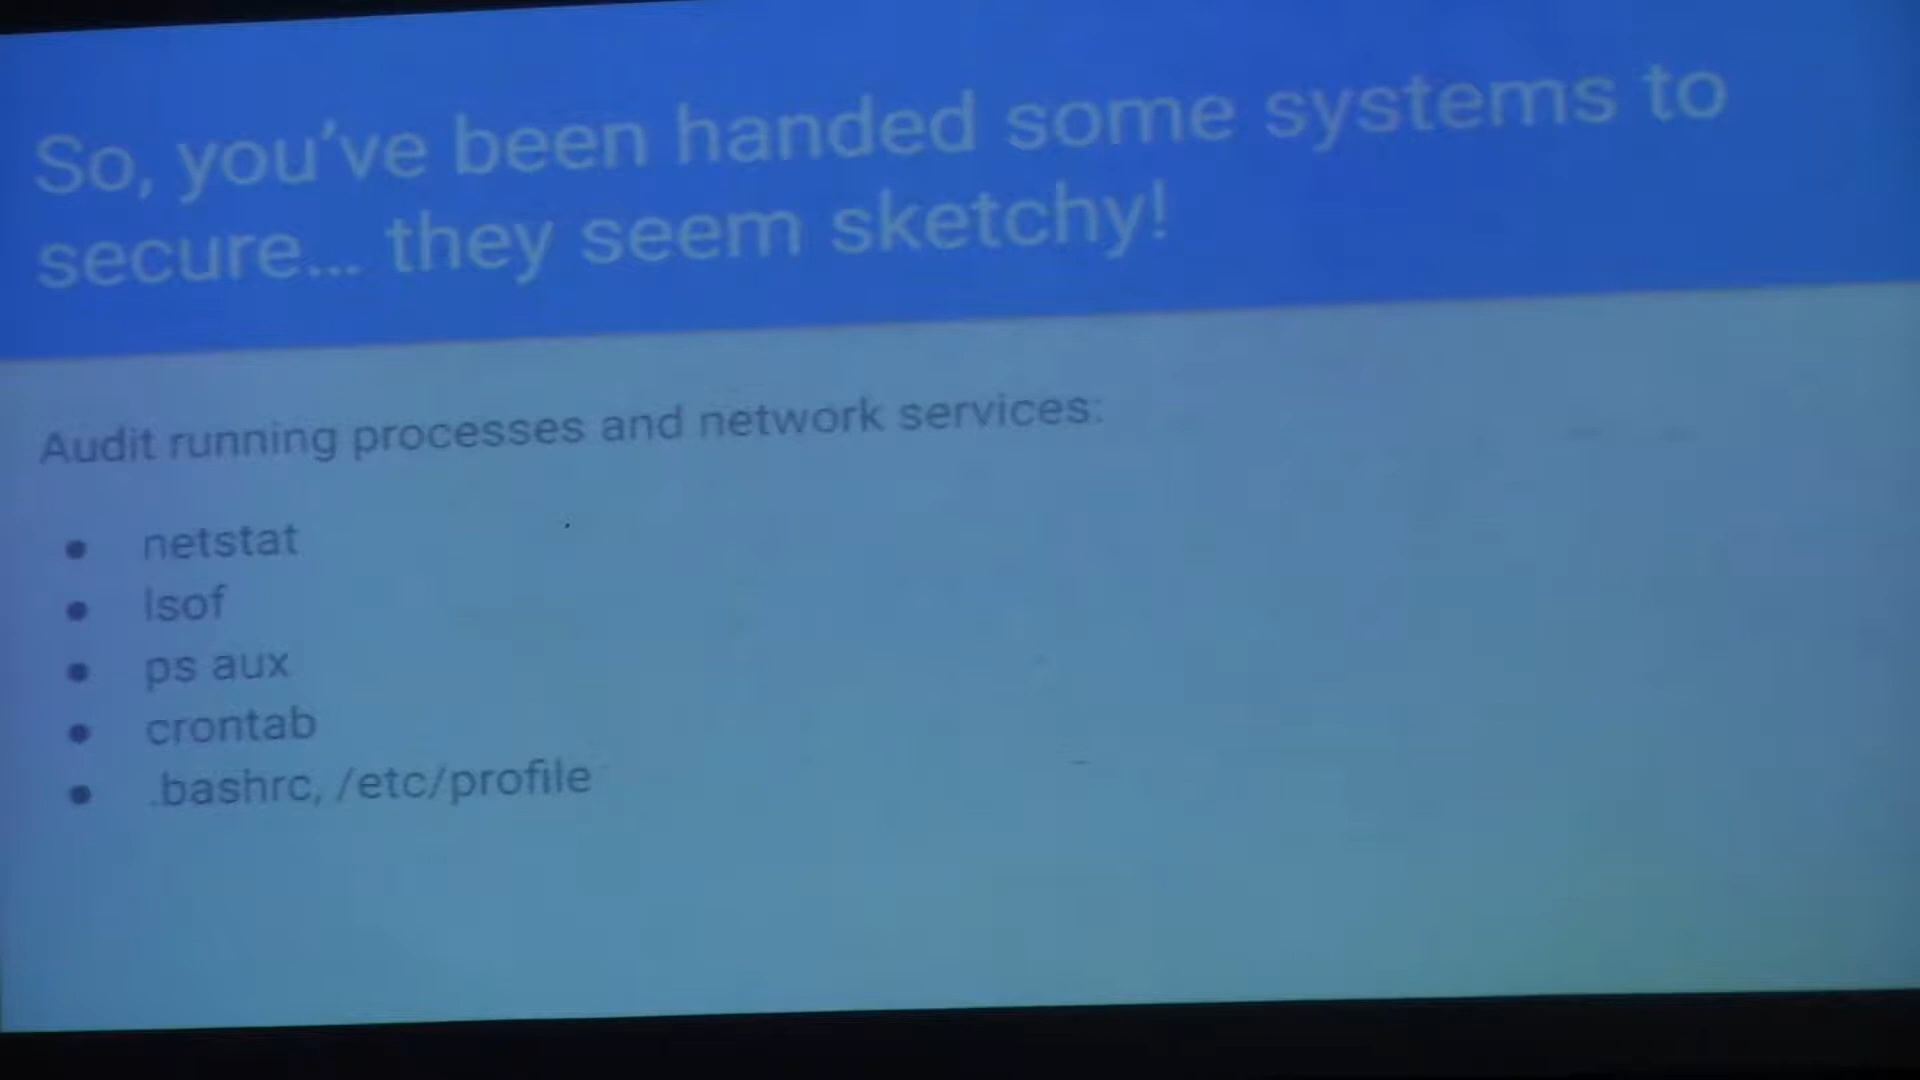 So, you've been handed some systems to
secure... they seem sketchy!
Audit running processes and network services:
netstat
lsof
ps aux
crontab
.bashrc, /etc/profile